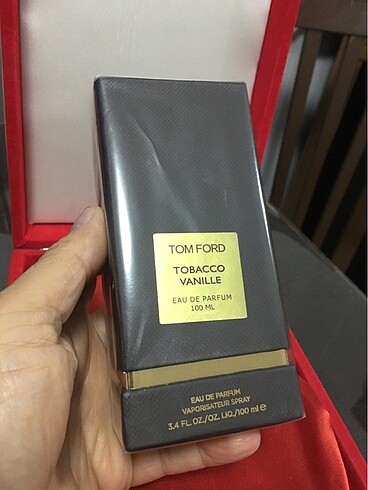 TOM FORD
TOBACCO
VANILLE
EAU DE PARFUM
100 ML
EAU DE PARFUM
VAPORISATEUR SPRAY
3.4 FL.OZ./OZ. LIQ./100 ml ℮